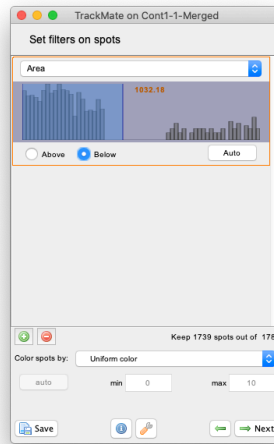 TrackMate on Cont1-1-Merged
Set filters on spots
Area
1032.18
Above Below Auto
Keep 1739 spots out of 178
Color spots by: Uniform color
auto min 0 max 10
Save Next